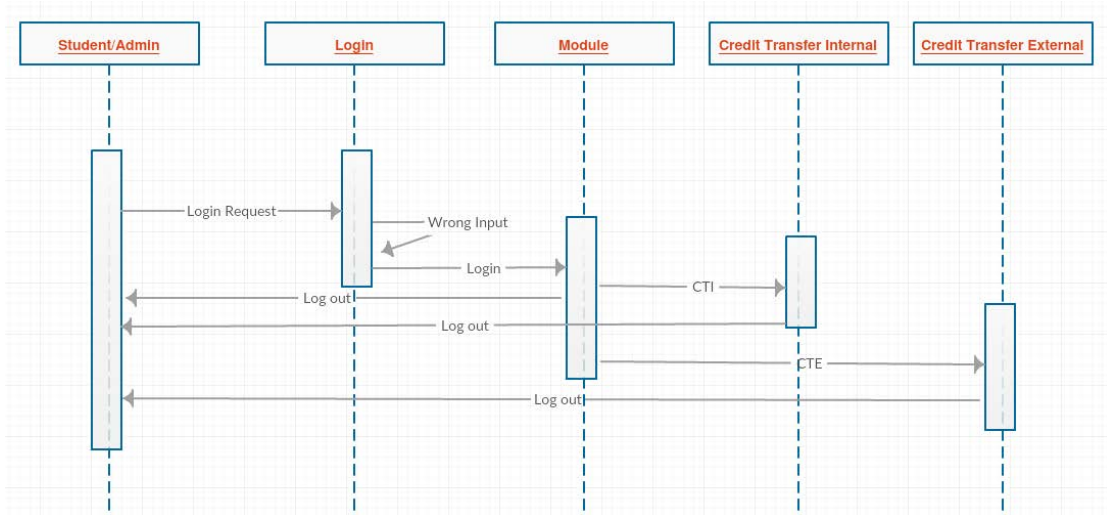 Student/Admin
Login
Module
Credit Transfer Internal
Credit Transfer External
Login Request
Wrong Input
Login
CTI
Log out
Log out
CTE
Log out